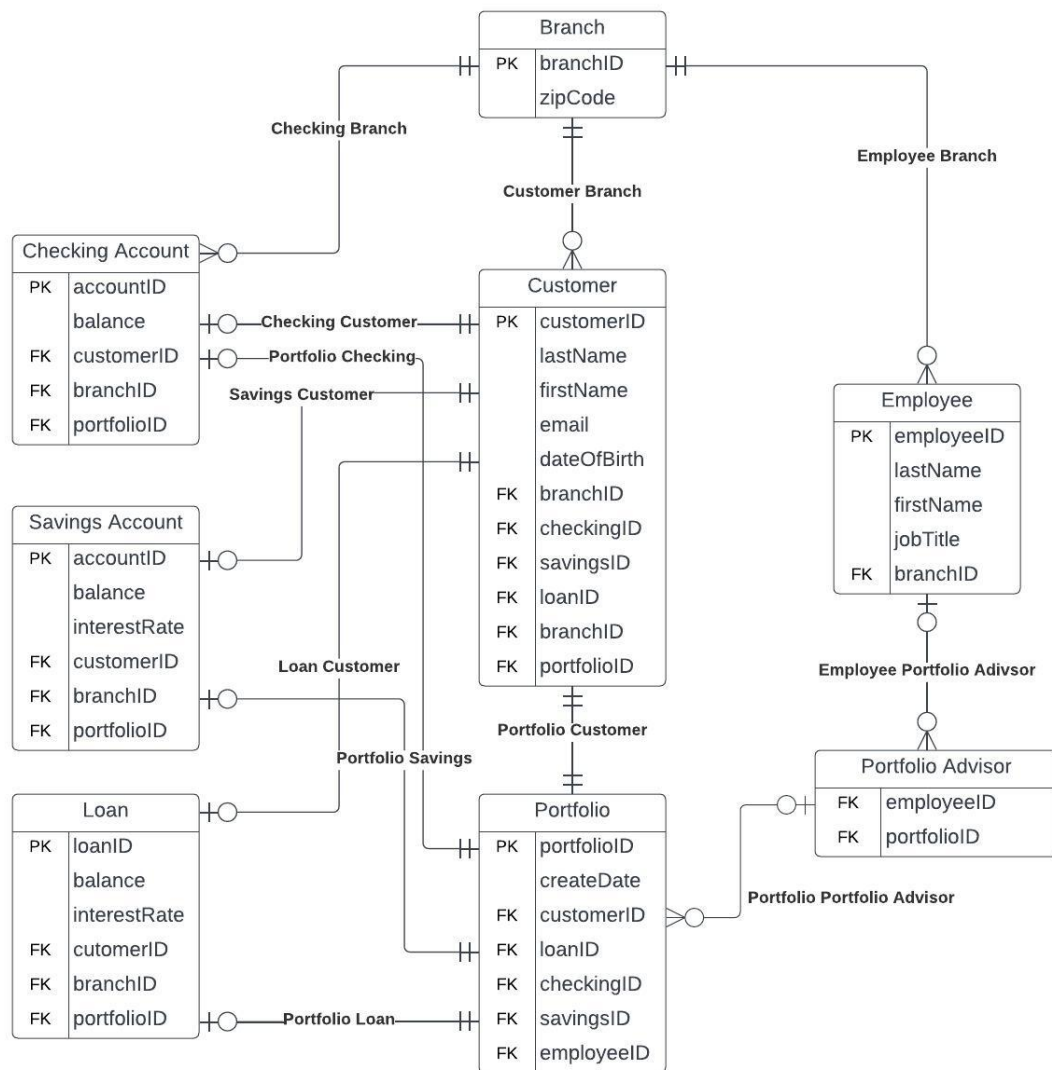 Branch
PK branchID
zipCode
Checking Branch
Employee Branch
Customer Branch
Checking Account
PK accountID
balance
FK customerID
FK branchID
FK portfolioID
Checking Customer
Portfolio Checking
Savings Customer
Customer
PK customerID
lastName
firstName
email
dateOfBirth
FK branchID
FK checkingID
FK savingsID
FK loanID
FK branchID
FK portfolioID
Employee
PK employeeID
lastName
firstName
jobTitle
FK branchID
Savings Account
PK accountID
balance
interestRate
FK customerID
FK branchID
FK portfolioID
Loan Customer
Employee Portfolio Adivsor
Portfolio Customer
Portfolio Savings
Portfolio Advisor
FK employeeID
FK portfolioID
Loan
PK loanID
balance
interestRate
FK cutomerID
FK branchID
FK portfolioID
Portfolio Loan
Portfolio
PK portfolioID
createDate
FK customerID
FK loanID
FK checkingID
FK savingsID
FK employeeID
Portfolio Portfolio Advisor